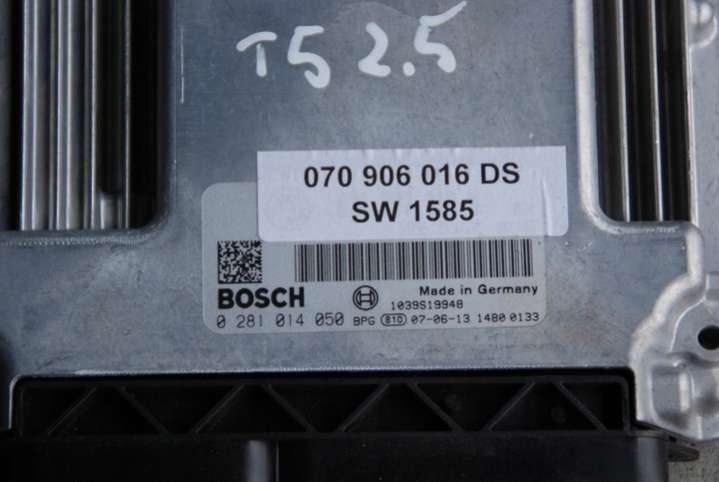 T5 2.5
070 906 016 DS
SW 1585
BOSCH
Made in Germany
1039S19948
0 281 014 050 BPG 810 07-06-13 1480 0133